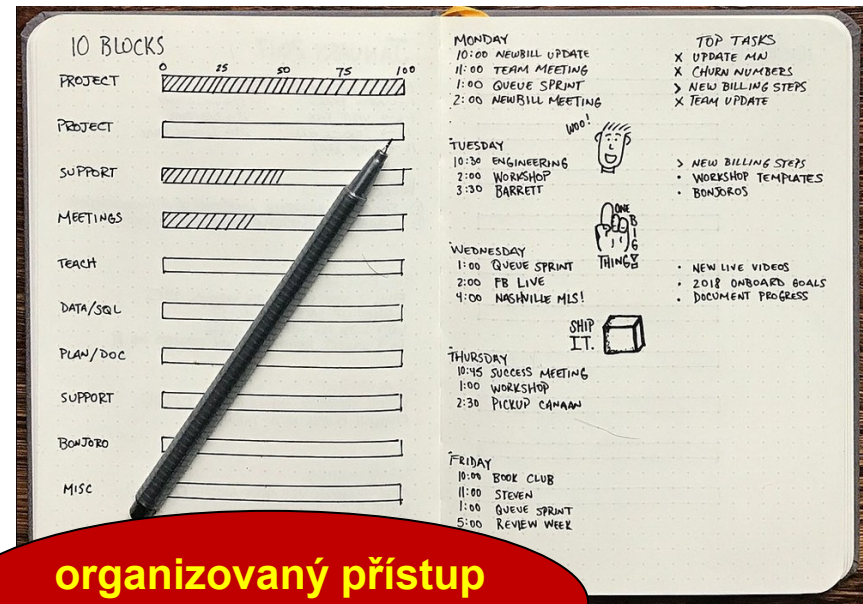 10 BLOCKS
0 25 50 75 100
PROJECT
PROJECT
SUPPORT
MEETINGS
TEACH
DATA/SQL
PLAN/DOC
SUPPORT
BONJORO
MISC
MONDAY
10:00 NEWBILL UPDATE
11:00 TEAM MEETING
1:00 QUEUE SPRINT
2:00 NEWBILL MEETING
TOP TASKS
X UPDATE MN
X CHURN NUMBERS
> NEW BILLING STEPS
X TEAM UPDATE
WOO!
TUESDAY
10:30 ENGINEERING
2:00 WORKSHOP
3:30 BARRETT
> NEW BILLING STEPS
· WORKSHOP TEMPLATES
· BONJOROS
ONE
BIG
THING!
WEDNESDAY
1:00 QUEUE SPRINT
2:00 FB LIVE
4:00 NASHVILLE MLS!
· NEW LIVE VIDEOS
· 2018 ONBOARD GOALS
· DOCUMENT PROGRESS
SHIP
IT.
THURSDAY
10:45 SUCCESS MEETING
1:00 WORKSHOP
2:30 PICKUP CANAAN
FRIDAY
10:00 BOOK CLUB
11:00 STEVEN
1:00 QUEUE SPRINT
5:00 REVIEW WEEK
organizovaný přístup